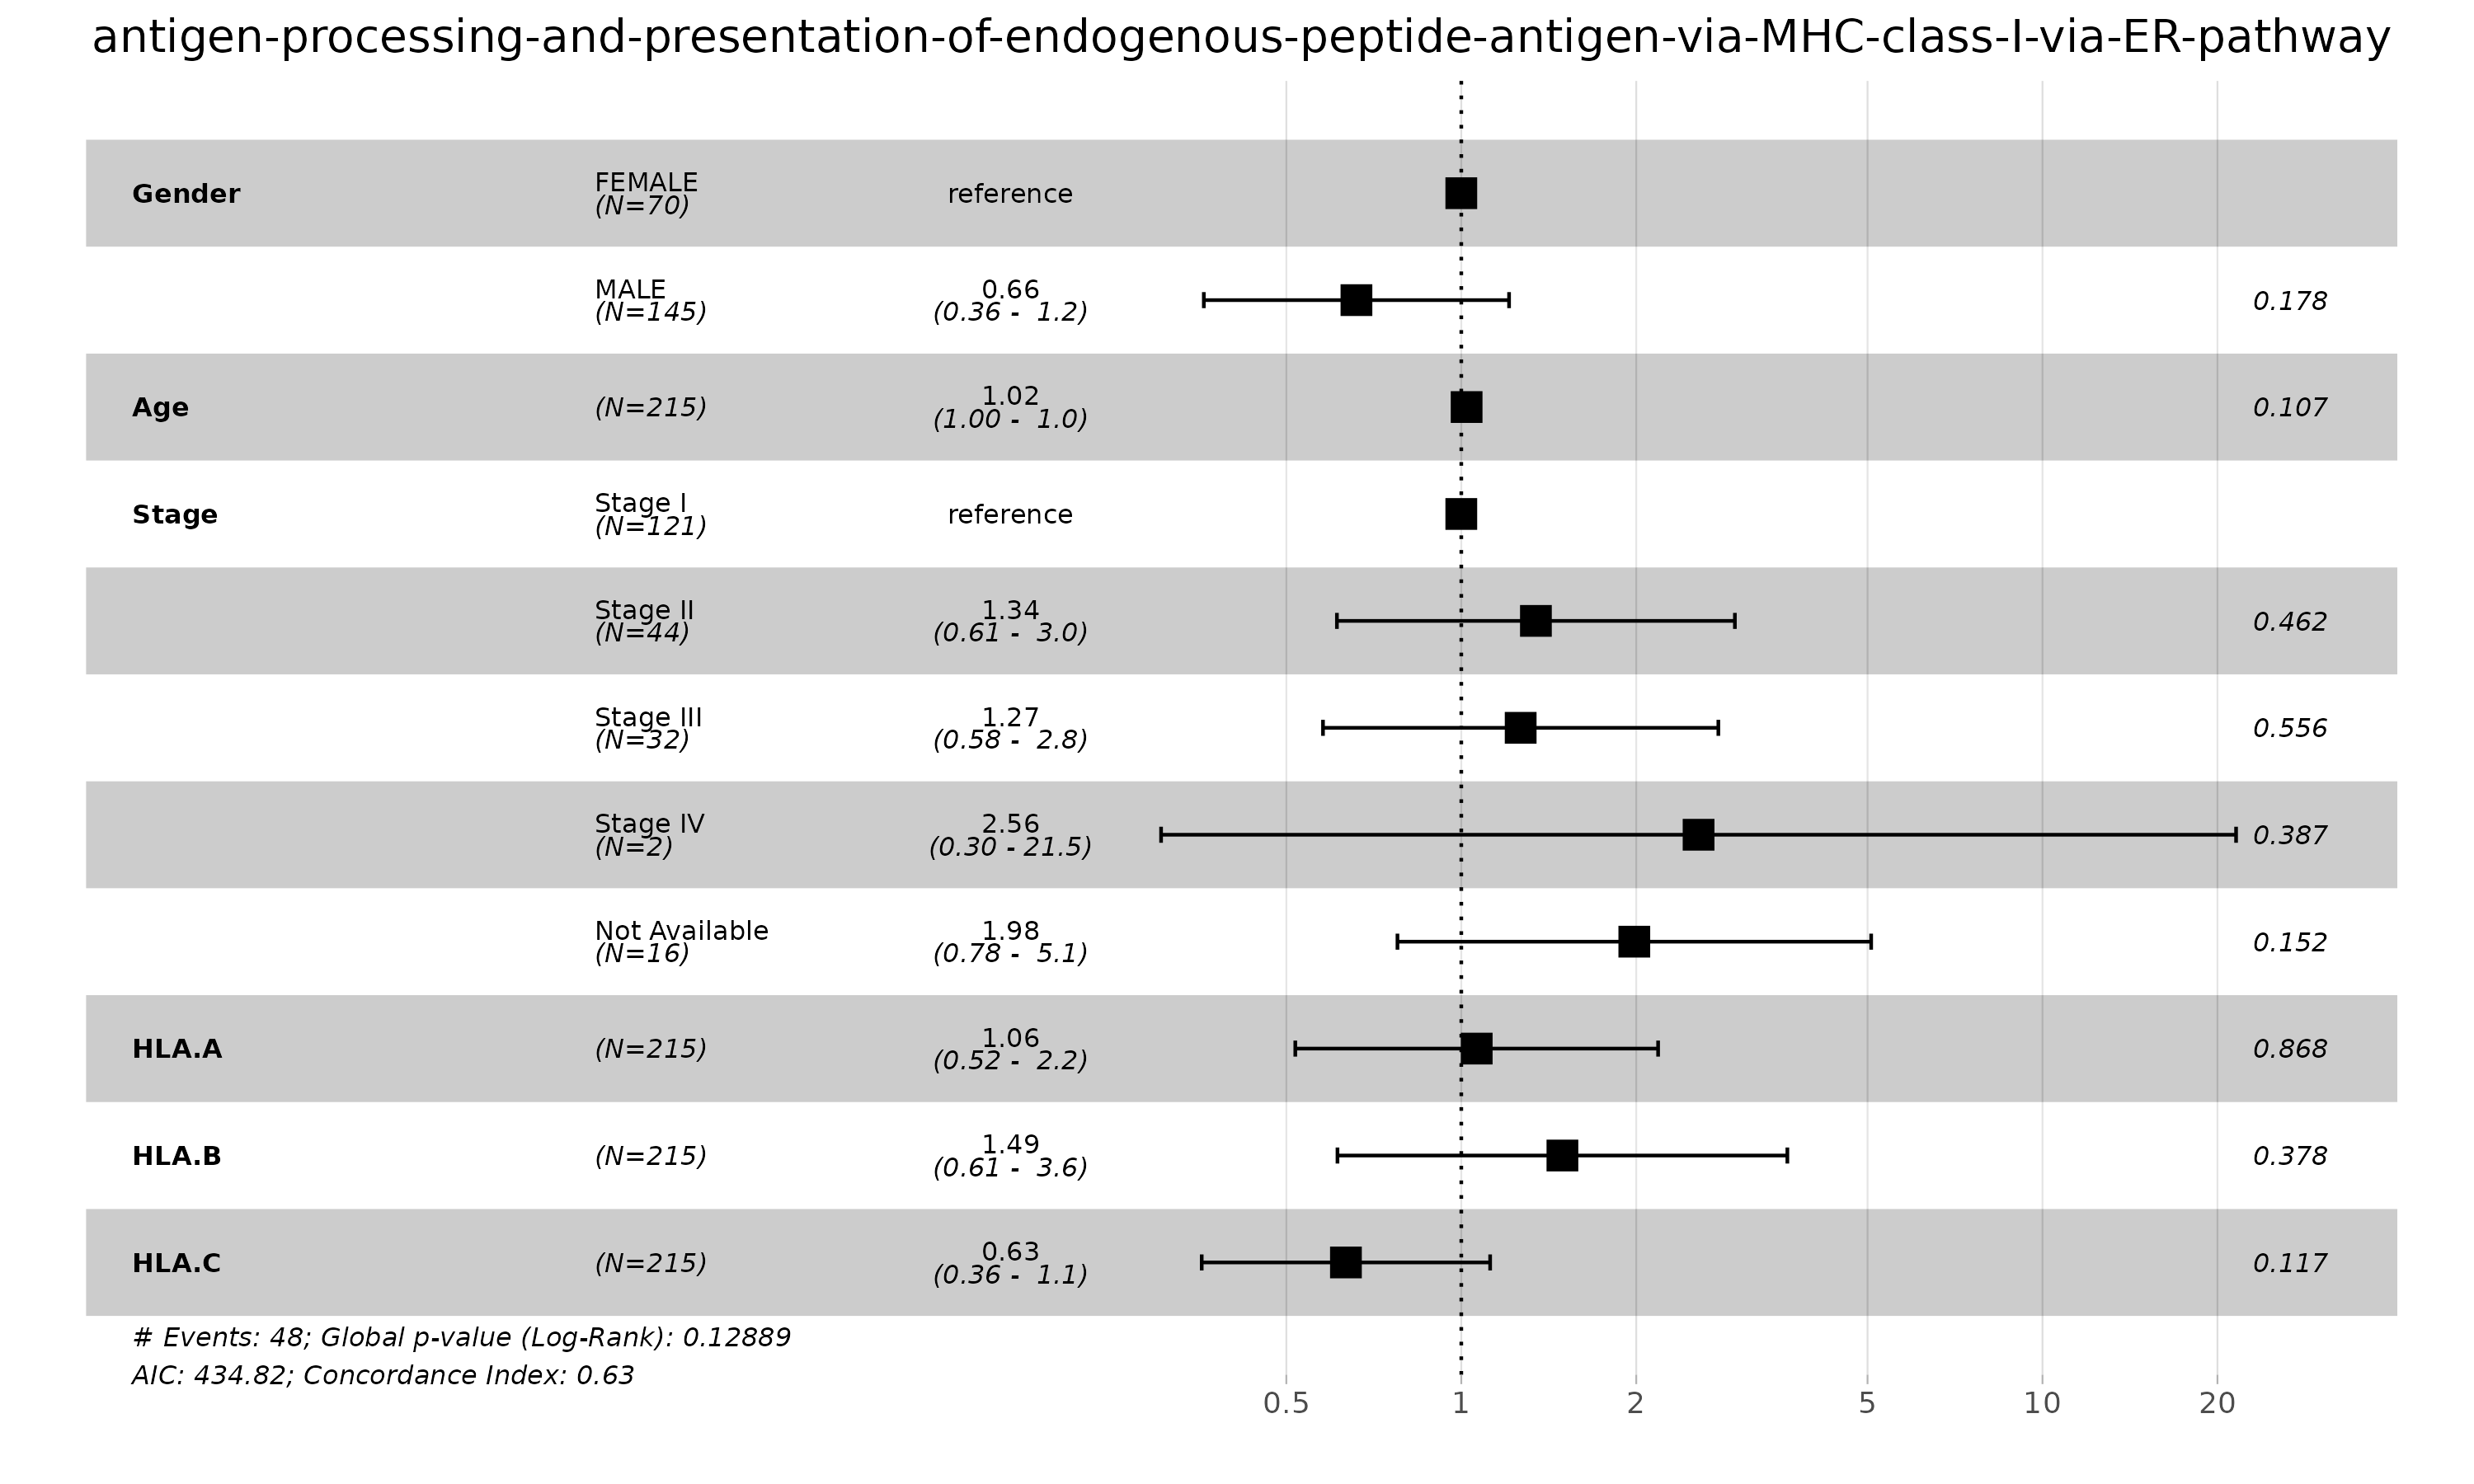 antigen-processing-and-presentation-of-endogenous-peptide-antigen-via-MHC-class-I-via-ER-pathway
Gender FEMALE (N=70) reference
MALE (N=145) 0.66 (0.36 - 1.2) 0.178
Age (N=215) 1.02 (1.00 - 1.0) 0.107
Stage Stage I (N=121) reference
Stage II (N=44) 1.34 (0.61 - 3.0) 0.462
Stage III (N=32) 1.27 (0.58 - 2.8) 0.556
Stage IV (N=2) 2.56 (0.30 - 21.5) 0.387
Not Available (N=16) 1.98 (0.78 - 5.1) 0.152
HLA.A (N=215) 1.06 (0.52 - 2.2) 0.868
HLA.B (N=215) 1.49 (0.61 - 3.6) 0.378
HLA.C (N=215) 0.63 (0.36 - 1.1) 0.117
# Events: 48; Global p-value (Log-Rank): 0.12889
AIC: 434.82; Concordance Index: 0.63
0.5 1 2 5 10 20